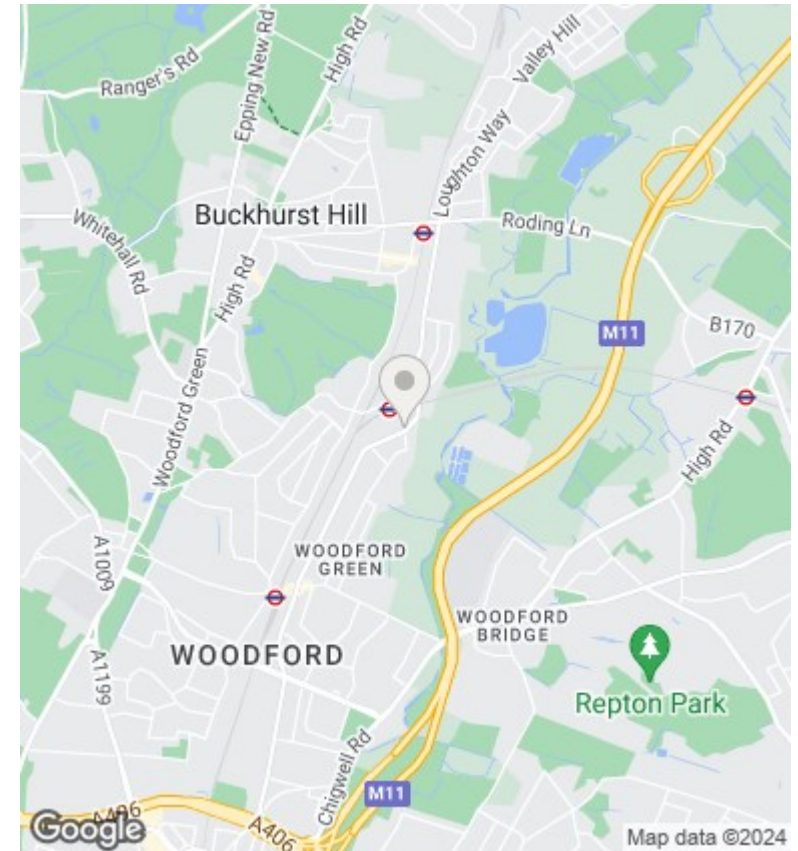 Ranger's Rd
Epping New Rd
High Rd
Valley Hill
Loughton Way
Buckhurst Hill
Whitehall Rd
High Rd
Roding Ln
M11
B170
Woodford Green
High Rd
A1009
WOODFORD
GREEN
WOODFORD
BRIDGE
WOODFORD
A1199
Repton Park
Chigwell Rd
M11
A406
A406
Google
Map data ©2024